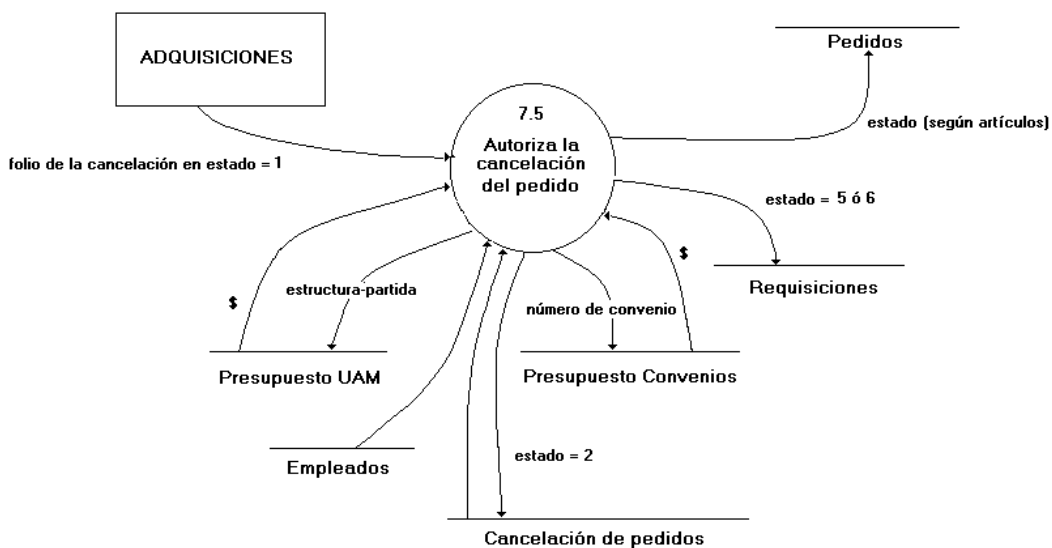 ADQUISICIONES
Pedidos
7.5
Autoriza la
cancelación
del pedido
estado (según artículos)
folio de la cancelación en estado = 1
estado = 5 ó 6
$
estructura-partida
$
número de convenio
Requisiciones
Presupuesto UAM
Presupuesto Convenios
Empleados
estado = 2
Cancelación de pedidos